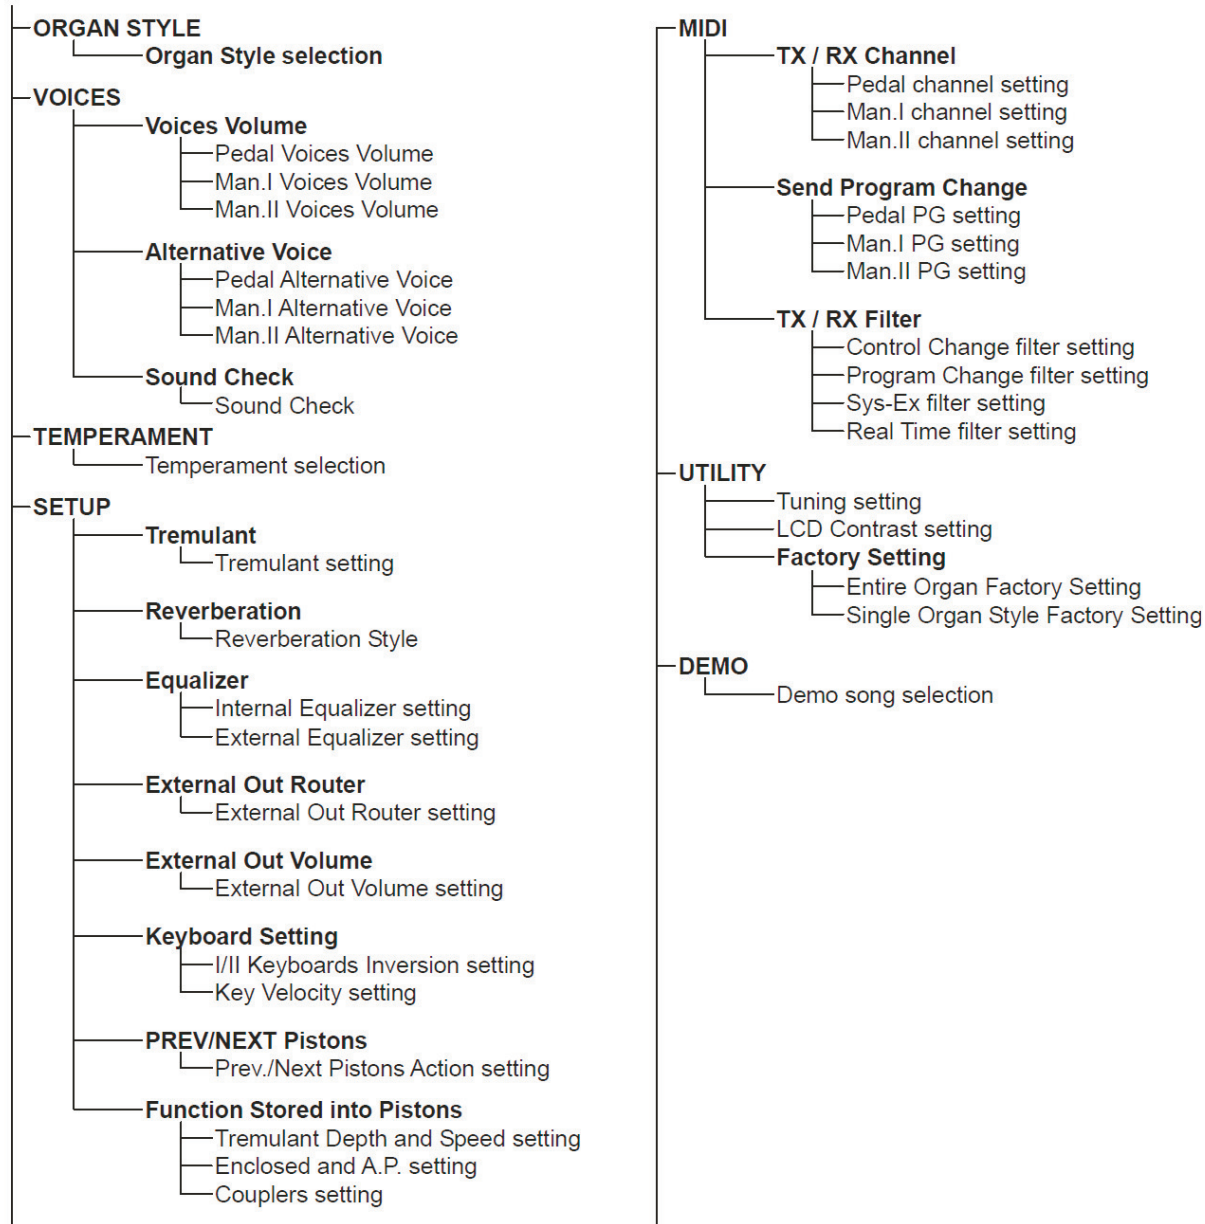 ORGAN STYLE
Organ Style selection
VOICES
Voices Volume
Pedal Voices Volume
Man.I Voices Volume
Man.II Voices Volume
Alternative Voice
Pedal Alternative Voice
Man.I Alternative Voice
Man.II Alternative Voice
Sound Check
Sound Check
TEMPERAMENT
Temperament selection
SETUP
Tremulant
Tremulant setting
Reverberation
Reverberation Style
Equalizer
Internal Equalizer setting
External Equalizer setting
External Out Router
External Out Router setting
External Out Volume
External Out Volume setting
Keyboard Setting
I/II Keyboards Inversion setting
Key Velocity setting
PREV/NEXT Pistons
Prev./Next Pistons Action setting
Function Stored into Pistons
Tremulant Depth and Speed setting
Enclosed and A.P. setting
Couplers setting
MIDI
TX / RX Channel
Pedal channel setting
Man.I channel setting
Man.II channel setting
Send Program Change
Pedal PG setting
Man.I PG setting
Man.II PG setting
TX / RX Filter
Control Change filter setting
Program Change filter setting
Sys-Ex filter setting
Real Time filter setting
UTILITY
Tuning setting
LCD Contrast setting
Factory Setting
Entire Organ Factory Setting
Single Organ Style Factory Setting
DEMO
Demo song selection